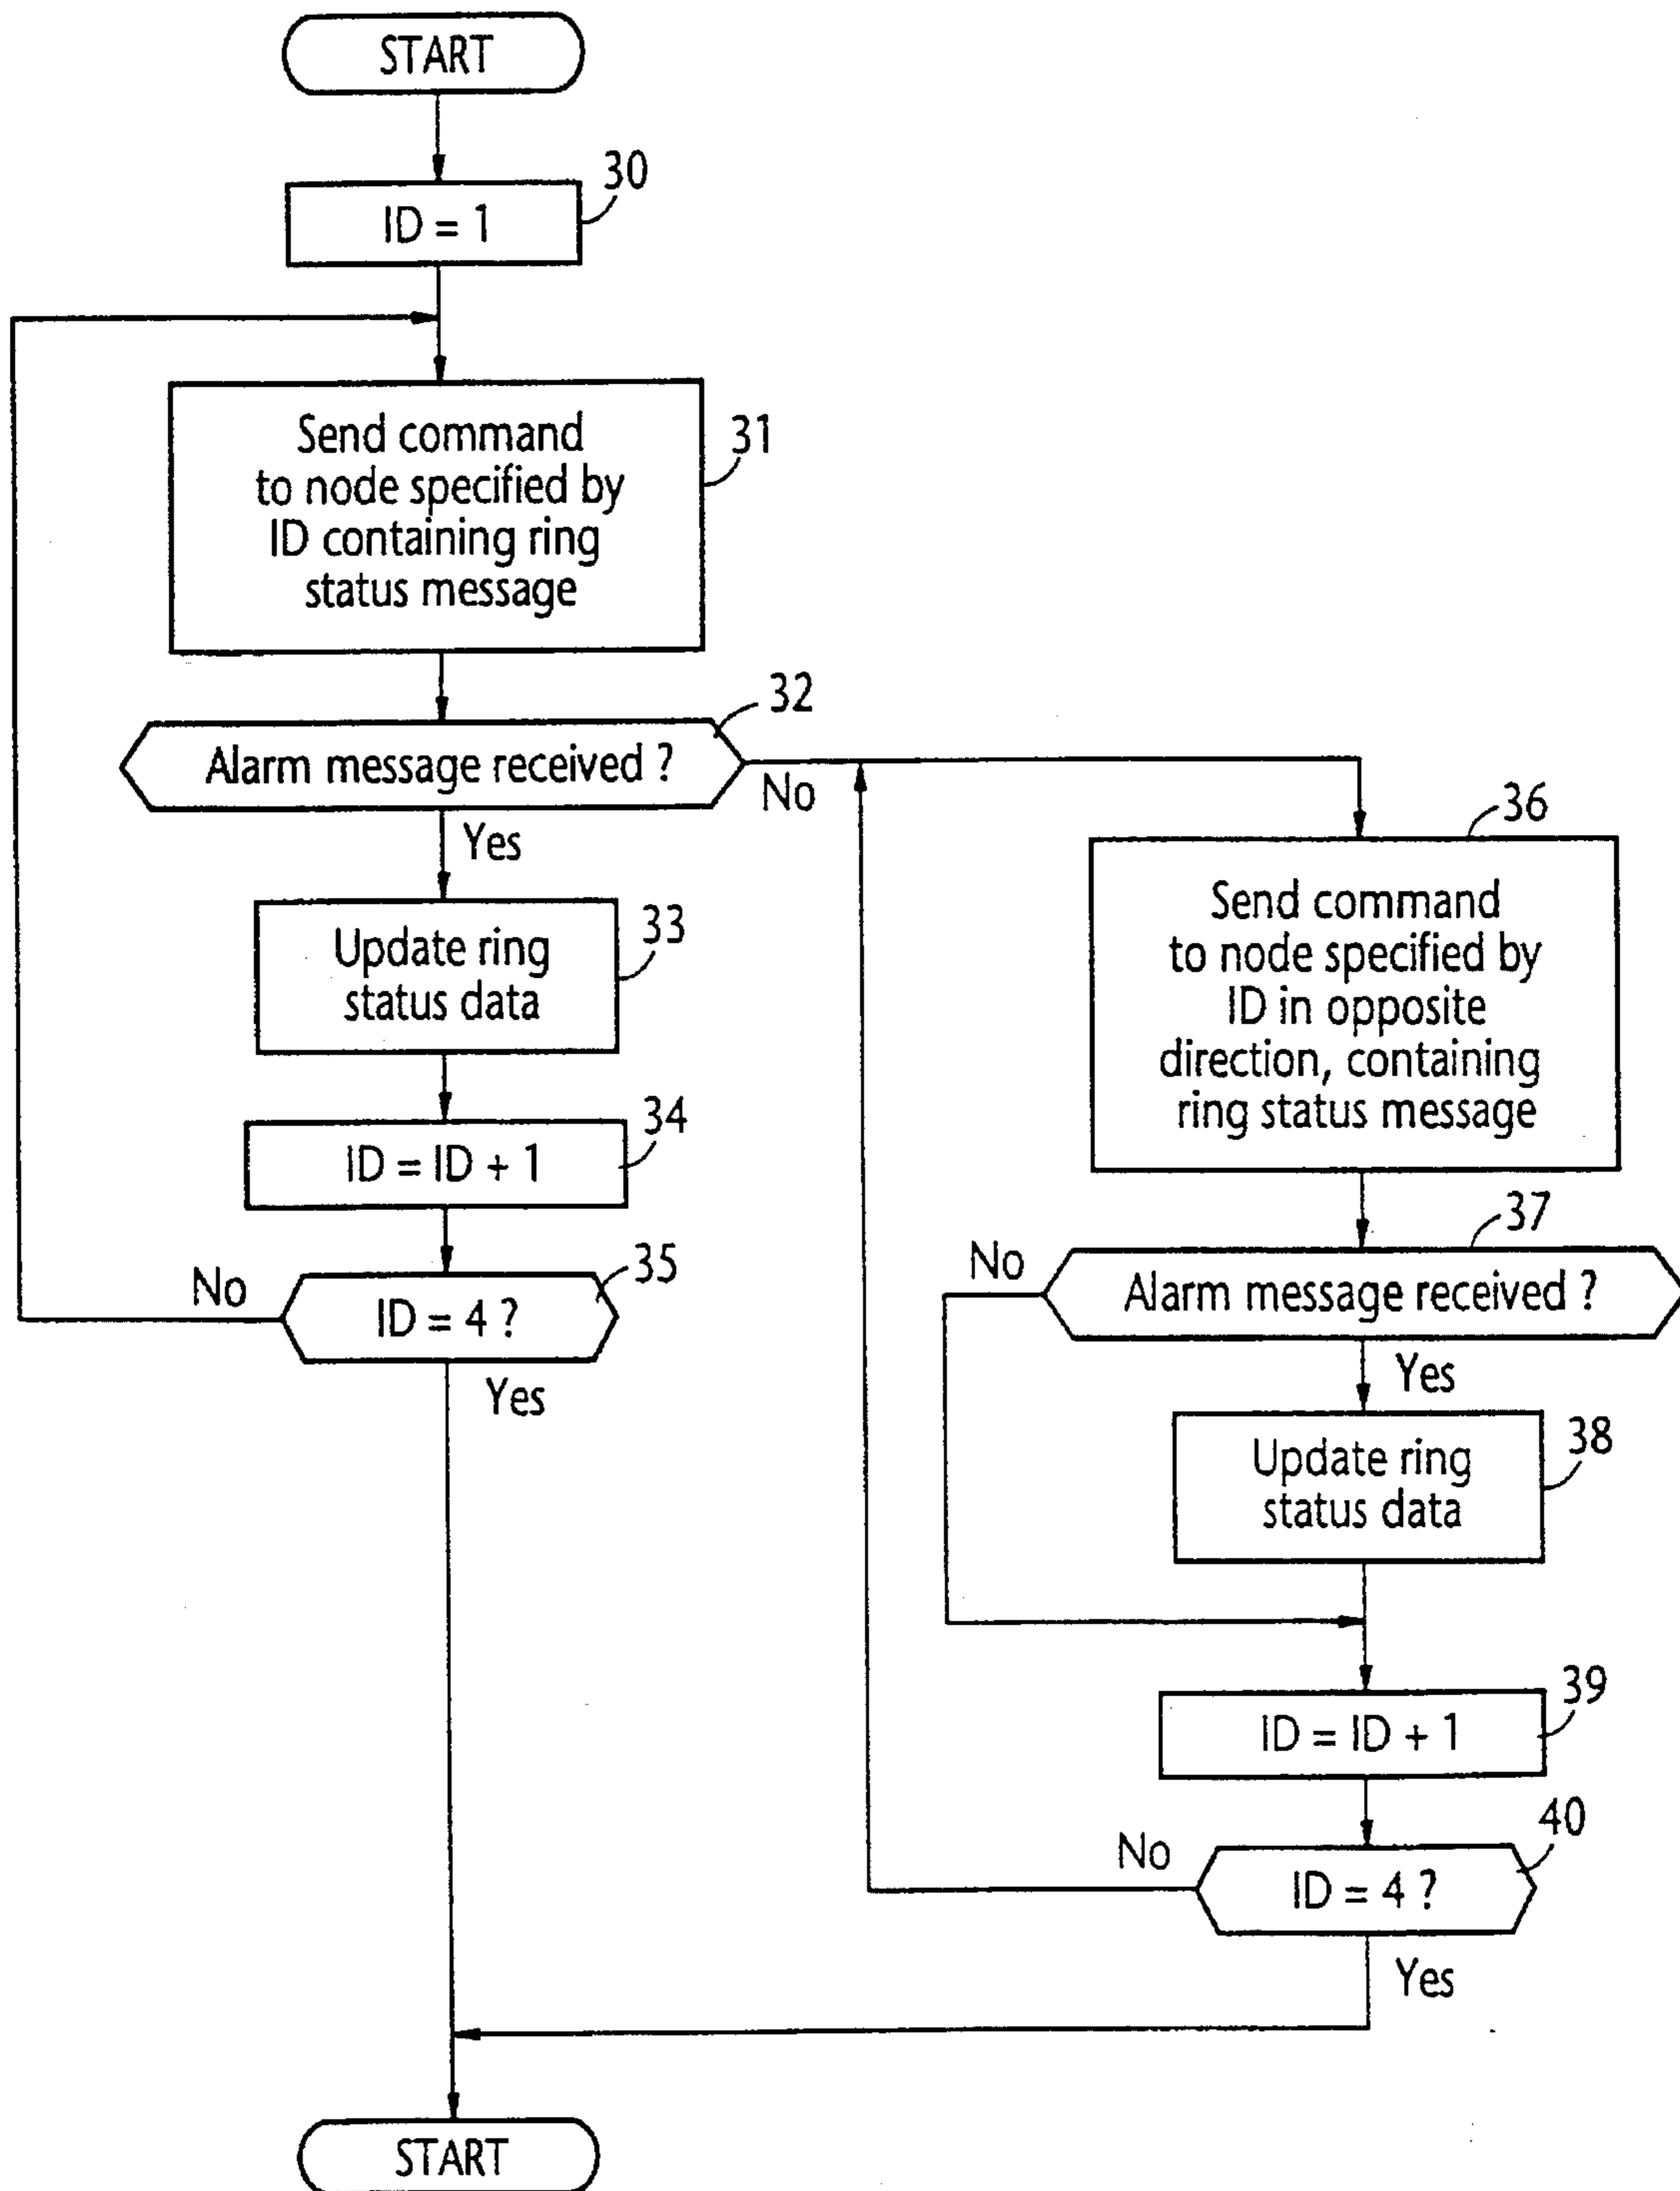 START
30
ID = 1
Send command
to node specified by
ID containing ring
status message
31
32
Alarm message received ?
No
Yes
Update ring
status data
33
ID = ID + 1
34
35
ID = 4 ?
No
Yes
36
Send command
to node specified by
ID in opposite
direction, containing
ring status message
37
Alarm message received ?
No
Yes
Update ring
status data
38
39
ID = ID + 1
40
ID = 4 ?
No
Yes
START